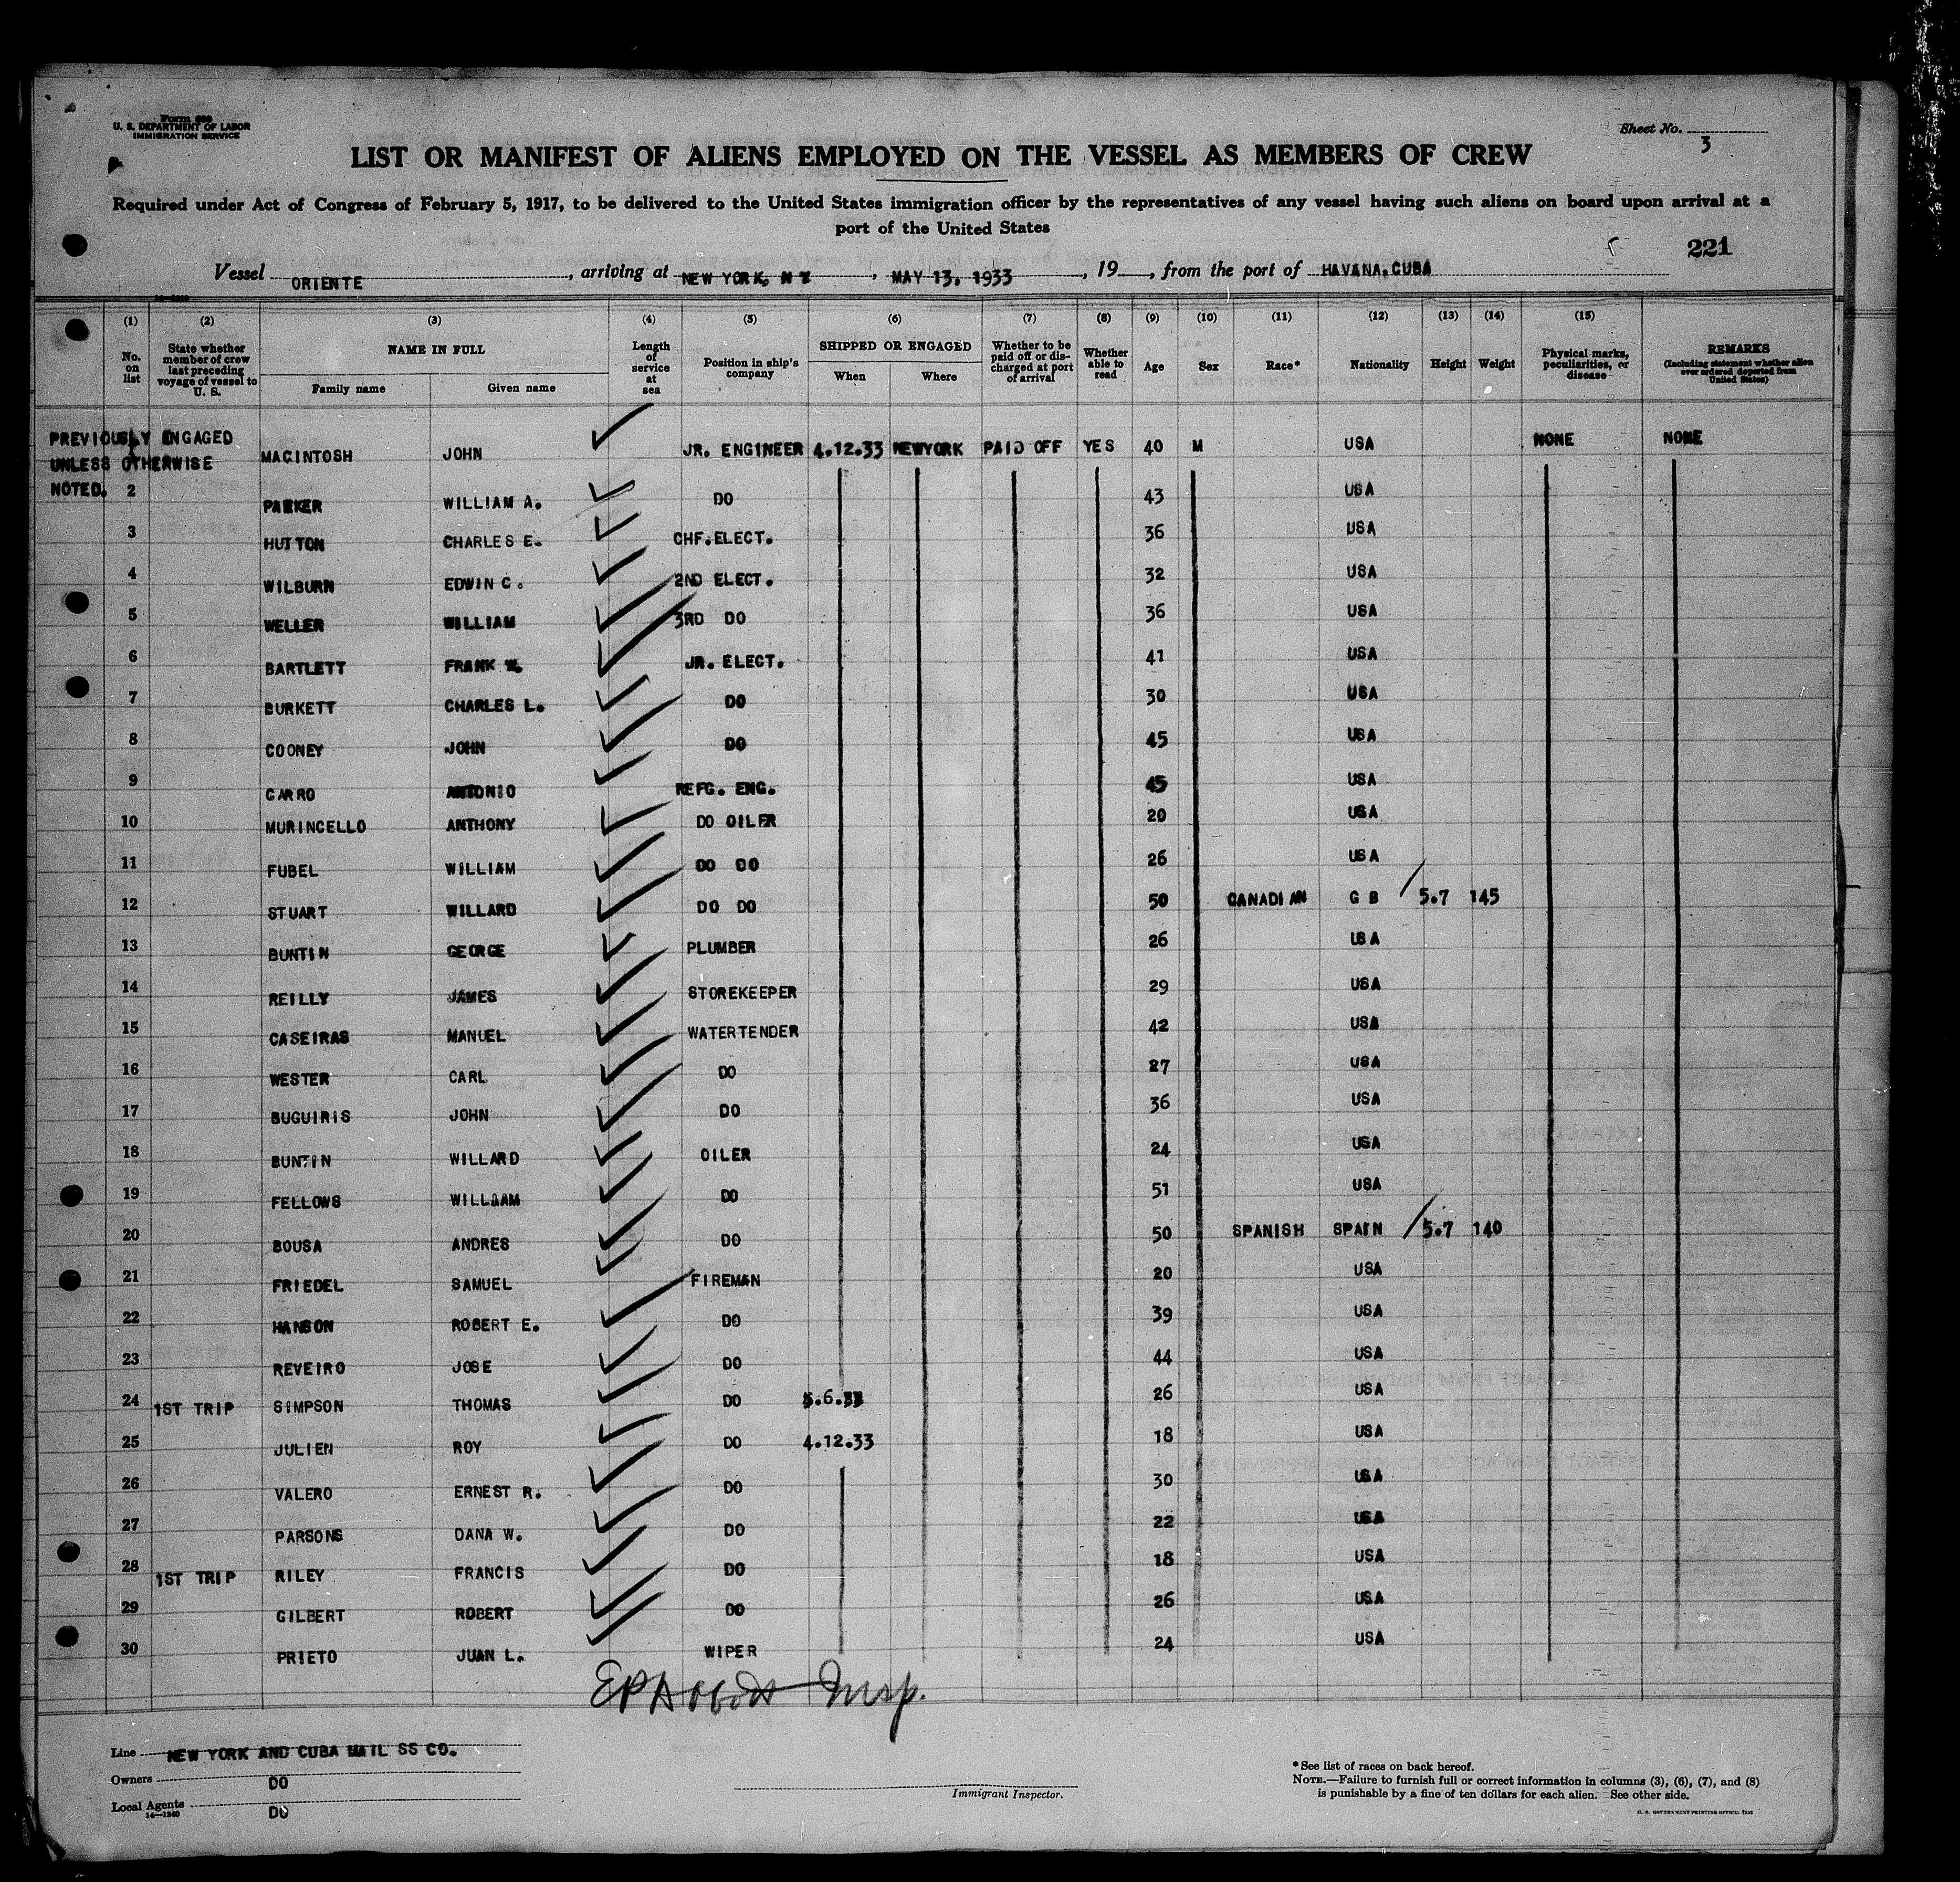 Form 680
U. S. DEPARTMENT OF LABOR
IMMIGRATION SERVICE
Sheet No. 3
LIST OR MANIFEST OF ALIENS EMPLOYED ON THE VESSEL AS MEMBERS OF CREW
Required under Act of Congress of February 5, 1917, to be delivered to the United States immigration officer by the representatives of any vessel having such aliens on board upon arrival at a
port of the United States
221
Vessel ORIENTE, arriving at NEW YORK, N Y, MAY 13, 1933, 19, from the port of HAVANA, CUBA
(1) (2) (3) (4) (5) (6) (7) (8) (9) (10) (11) (12) (13) (14) (15)
No. on list State whether member of crew last preceding voyage of vessel to U. S. NAME IN FULL Family name Given name Length of service at sea Position in ship's company SHIPPED OR ENGAGED When Where Whether to be paid off or discharged at port of arrival Whether able to read Age Sex Race* Nationality Height Weight Physical marks, peculiarities, or disease REMARKS (Including statement whether alien ever ordered deported from United States)
PREVIOUSLY ENGAGED
UNLESS OTHERWISE
NOTED.
MACINTOSH JOHN JR. ENGINEER 4.12.33 NEWYORK PAID OFF YES 40 M USA NONE NONE
2 PARKER WILLIAM A. DO 43 USA
3 HUTTON CHARLES E. CHF.ELECT. 36 USA
4 WILBURN EDWIN C. 2ND ELECT. 32 USA
5 WELLER WILLIAM 3RD DO 36 USA
6 BARTLETT FRANK W. JR. ELECT. 41 USA
7 BURKETT CHARLES L. DO 30 USA
8 COONEY JOHN DO 45 USA
9 CARRO ANTONIO REFG. ENG. 45 USA
10 MURINCELLO ANTHONY DO OILER 20 USA
11 FUBEL WILLIAM DO DO 26 USA
12 STUART WILLARD DO DO 50 CANADIAN G B 5.7 145
13 BUNTIN GEORGE PLUMBER 26 USA
14 REILLY JAMES STOREKEEPER 29 USA
15 CASEIRAS MANUEL WATERTENDER 42 USA
16 WESTER CARL DO 27 USA
17 BUGUIRIS JOHN DO 36 USA
18 BUNTIN WILLARD OILER 24 USA
19 FELLOWS WILLAAM DO 51 USA
20 BOUSA ANDRES DO 50 SPANISH SPAIN 5.7 140
21 FRIEDEL SAMUEL FIREMAN 20 USA
22 HANSON ROBERT E. DO 39 USA
23 REVEIRO JOSE DO 44 USA
24 1ST TRIP SIMPSON THOMAS DO 5.6.33 26 USA
25 JULIEN ROY DO 4.12.33 18 USA
26 VALERO ERNEST R. DO 30 USA
27 PARSONS DANA W. DO 22 USA
28 1ST TRIP RILEY FRANCIS DO 18 USA
29 GILBERT ROBERT DO 26 USA
30 PRIETO JUAN L. WIPER 24 USA
EP Abbott Insp.
Line NEW YORK AND CUBA MAIL SS CO.
Owners DO
Local Agents DO
14—1240
Immigrant Inspector.
*See list of races on back hereof.
NOTE.—Failure to furnish full or correct information in columns (3), (6), (7), and (8)
is punishable by a fine of ten dollars for each alien. See other side.